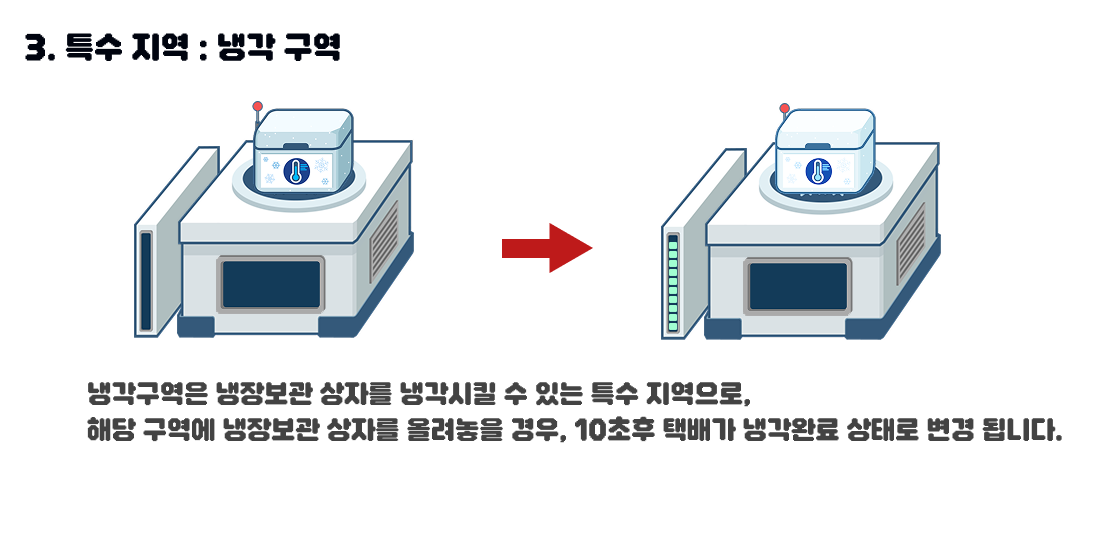 3. 특수 지역 : 냉각 구역
냉각구역은 냉장보관 상자를 냉각시킬 수 있는 특수 지역으로,
해당 구역에 냉장보관 상자를 올려놓을 경우, 10초후 택배가 냉각완료 상태로 변경 됩니다.